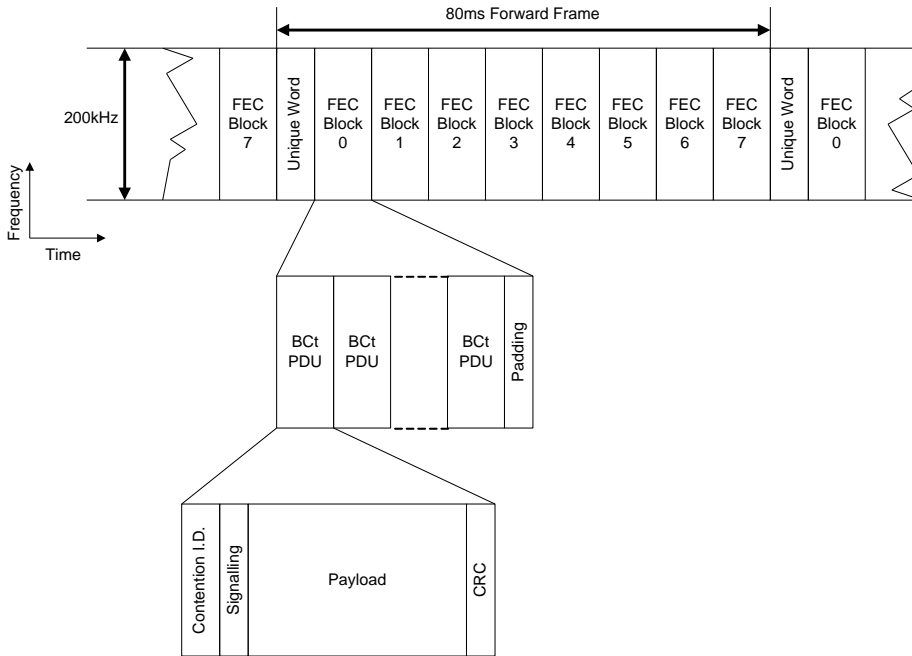 80ms Forward Frame
200kHz
FEC
Block
7
Unique Word
FEC
Block
0
FEC
Block
1
FEC
Block
2
FEC
Block
3
FEC
Block
4
FEC
Block
5
FEC
Block
6
FEC
Block
7
Unique Word
FEC
Block
0
Frequency
Time
BCt
PDU
BCt
PDU
BCt
PDU
Padding
Contention I.D.
Signalling
Payload
CRC